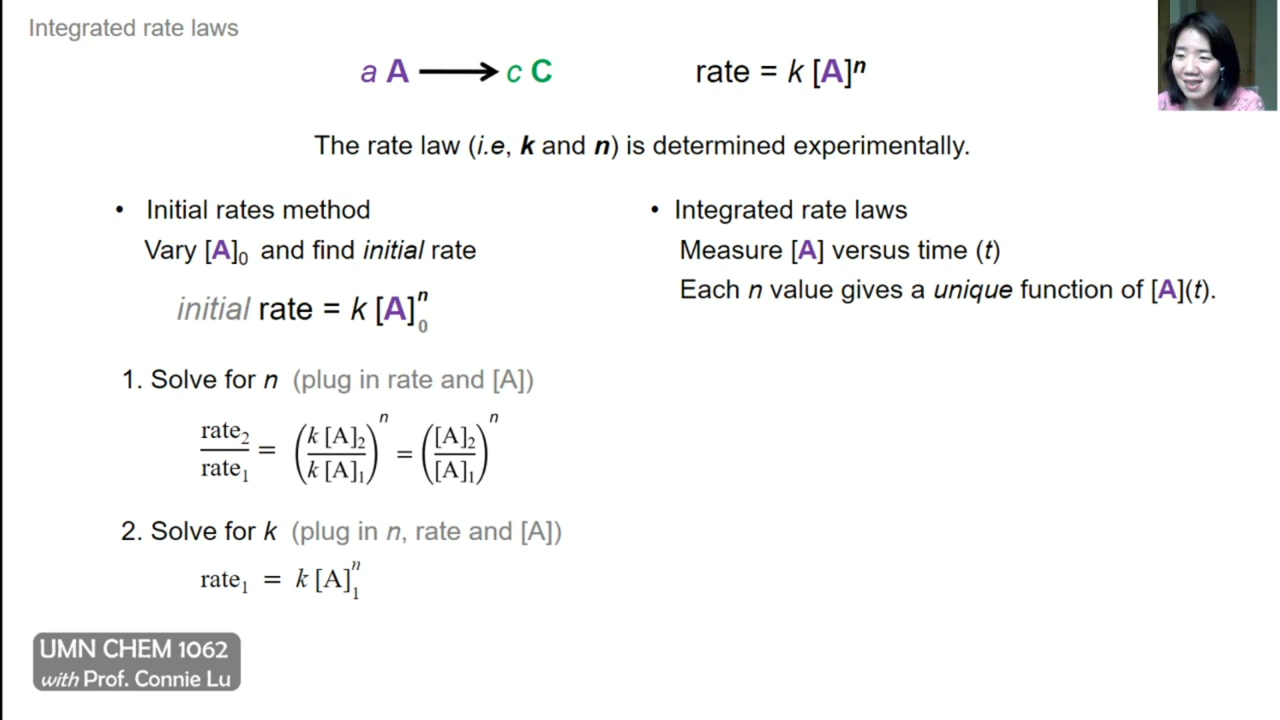 Integrated rate laws
a A ⟶ c C
rate = k [A]ⁿ
The rate law (i.e, k and n) is determined experimentally.
• Initial rates method
Vary [A]₀ and find initial rate
initial rate = k [A]₀ⁿ
1. Solve for n (plug in rate and [A])
rate₂/rate₁ = (k [A]₂/k [A]₁)ⁿ = ([A]₂/[A]₁)ⁿ
2. Solve for k (plug in n, rate and [A])
rate₁ = k [A]₁ⁿ
• Integrated rate laws
Measure [A] versus time (t)
Each n value gives a unique function of [A](t).
UMN CHEM 1062
with Prof. Connie Lu